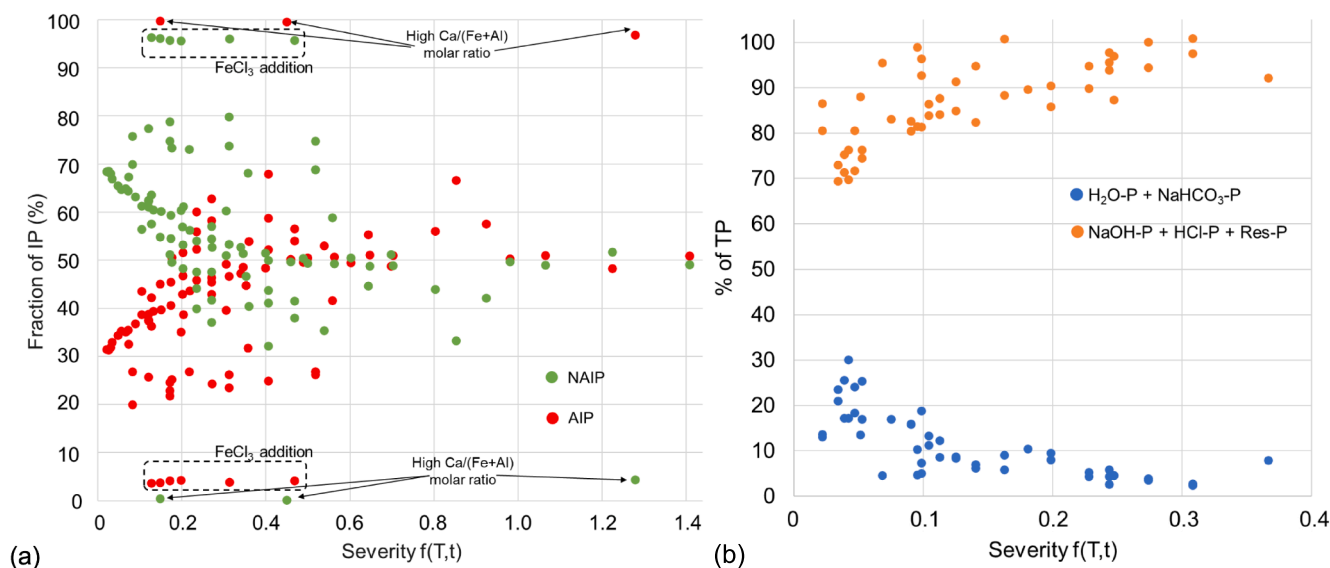 100
90
80
70
60
50
40
30
20
10
0
Fraction of IP (%)
High Ca/(Fe+Al)
molar ratio
FeCl₃ addition
NAIP
AIP
FeCl₃ addition
High Ca/(Fe+Al)
molar ratio
0 0.2 0.4 0.6 0.8 1.0 1.2 1.4
Severity f(T,t)
(a)
100
90
80
70
60
50
40
30
20
10
0
% of TP
H₂O-P + NaHCO₃-P
NaOH-P + HCl-P + Res-P
0 0.1 0.2 0.3 0.4
Severity f(T,t)
(b)